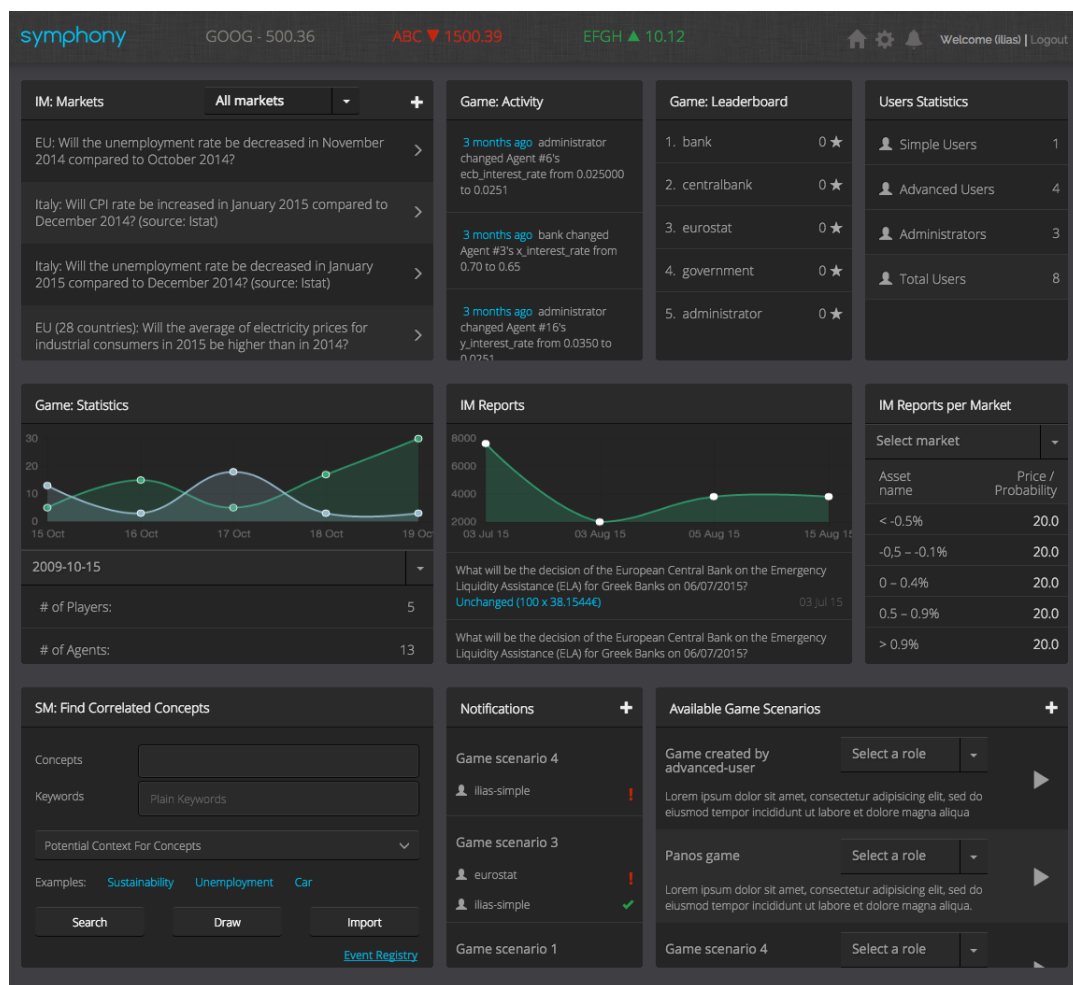 symphony
GOOG - 500.36
ABC ▼ 1500.39
EFGH ▲ 10.12
Welcome (ilias) | Logout
IM: Markets
All markets
+
EU: Will the unemployment rate be decreased in November
2014 compared to October 2014?
Italy: Will CPI rate be increased in January 2015 compared to
December 2014? (source: Istat)
Italy: Will the unemployment rate be decreased in January
2015 compared to December 2014? (source: Istat)
EU (28 countries): Will the average of electricity prices for
industrial consumers in 2015 be higher than in 2014?
Game: Activity
3 months ago administrator
changed Agent #6's
ecb_interest_rate from 0.025000
to 0.0251
3 months ago bank changed
Agent #3's x_interest_rate from
0.70 to 0.65
3 months ago administrator
changed Agent #16's
y_interest_rate from 0.0350 to
0.0251
Game: Leaderboard
1. bank 0 ★
2. centralbank 0 ★
3. eurostat 0 ★
4. government 0 ★
5. administrator 0 ★
Users Statistics
Simple Users 1
Advanced Users 4
Administrators 3
Total Users 8
Game: Statistics
30
20
10
0
15 Oct 16 Oct 17 Oct 18 Oct 19 Oc
2009-10-15
# of Players: 5
# of Agents: 13
IM Reports
8000
6000
4000
2000
03 Jul 15 03 Aug 15 05 Aug 15 15 Aug 15
What will be the decision of the European Central Bank on the Emergency
Liquidity Assistance (ELA) for Greek Banks on 06/07/2015?
Unchanged (100 x 38.1544€) 03 Jul 15
What will be the decision of the European Central Bank on the Emergency
Liquidity Assistance (ELA) for Greek Banks on 06/07/2015?
IM Reports per Market
Select market
Asset Price /
name Probability
< -0.5% 20.0
-0,5 – -0.1% 20.0
0 – 0.4% 20.0
0.5 – 0.9% 20.0
> 0.9% 20.0
SM: Find Correlated Concepts
Concepts
Keywords Plain Keywords
Potential Context For Concepts
Examples: Sustainability Unemployment Car
Search Draw Import
Event Registry
Notifications +
Game scenario 4
ilias-simple !
Game scenario 3
eurostat !
ilias-simple ✔
Game scenario 1
Available Game Scenarios +
Game created by
advanced-user
Select a role
Lorem ipsum dolor sit amet, consectetur adipisicing elit, sed do
eiusmod tempor incididunt ut labore et dolore magna aliqua
Panos game Select a role
Lorem ipsum dolor sit amet, consectetur adipisicing elit, sed do
eiusmod tempor incididunt ut labore et dolore magna aliqua.
Game scenario 4 Select a role